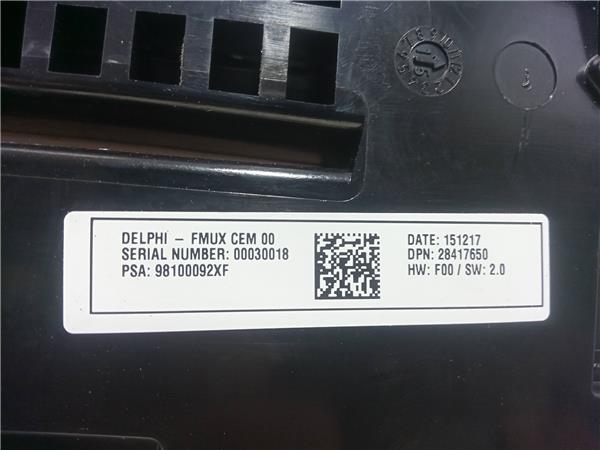 DELPHI – FMUX CEM 00
SERIAL NUMBER: 00030018
PSA: 98100092XF
DATE: 151217
DPN: 28417650
HW: F00 / SW: 2.0